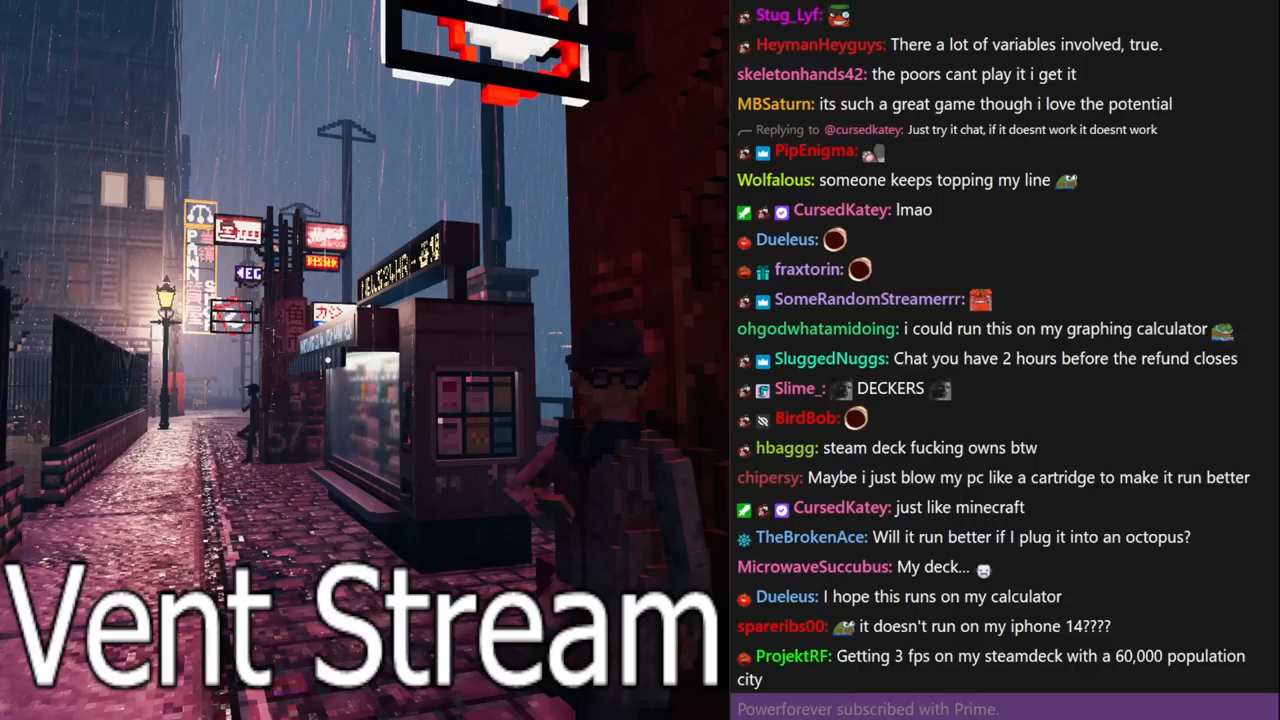 PAWN
57
Vent Stream
Stug_Lyf:
HeymanHeyguys: There a lot of variables involved, true.
skeletonhands42: the poors cant play it i get it
MBSaturn: its such a great game though i love the potential
Replying to @cursedkatey: Just try it chat, if it doesnt work it doesnt work
PipEnigma:
Wolfalous: someone keeps topping my line
CursedKatey: lmao
Dueleus:
fraxtorin:
SomeRandomStreamerrr:
ohgodwhatamidoing: i could run this on my graphing calculator
SluggedNuggs: Chat you have 2 hours before the refund closes
Slime_: DECKERS
BirdBob:
hbaggg: steam deck fucking owns btw
chipersy: Maybe i just blow my pc like a cartridge to make it run better
CursedKatey: just like minecraft
TheBrokenAce: Will it run better if I plug it into an octopus?
MicrowaveSuccubus: My deck...
Dueleus: I hope this runs on my calculator
spareribs00: it doesn't run on my iphone 14????
ProjektRF: Getting 3 fps on my steamdeck with a 60,000 population
city
Powerforever subscribed with Prime.